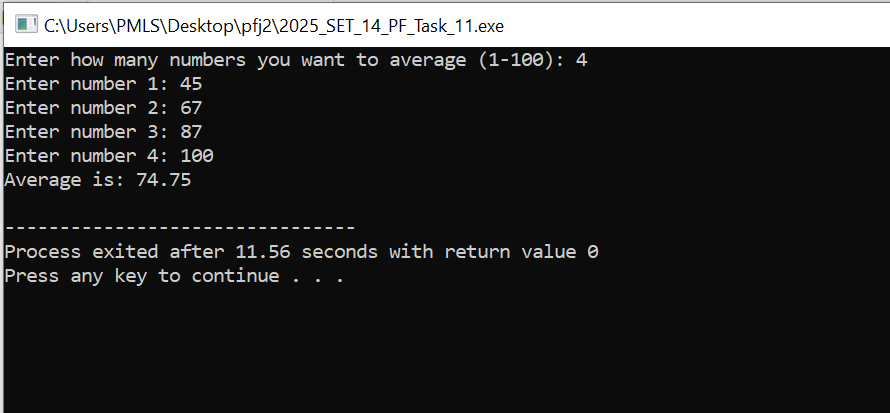 C:\Users\PMLS\Desktop\pfj2\2025_SET_14_PF_Task_11.exe
Enter how many numbers you want to average (1-100): 4
Enter number 1: 45
Enter number 2: 67
Enter number 3: 87
Enter number 4: 100
Average is: 74.75

--------------------------------
Process exited after 11.56 seconds with return value 0
Press any key to continue . . .